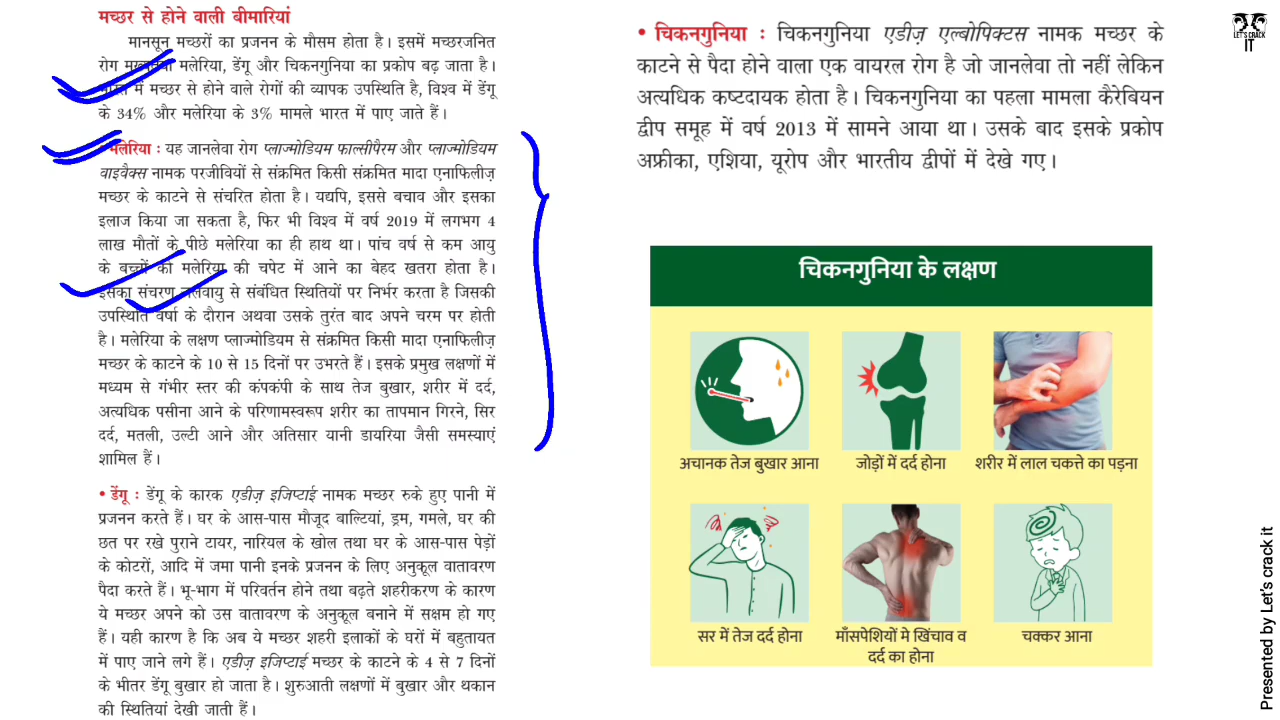 मच्छर से होने वाली बीमारियां
मानसून मच्छरों का प्रजनन के मौसम होता है। इसमें मच्छरजनित
रोग मलेरिया, डेंगू और चिकनगुनिया का प्रकोप बढ़ जाता है।
भारत में मच्छर से होने वाले रोगों की व्यापक उपस्थिति है, विश्व में डेंगू
के 34% और मलेरिया के 3% मामले भारत में पाए जाते हैं।
मलेरिया : यह जानलेवा रोग प्लाज्मोडियम फाल्सीपैरम और प्लाज्मोडियम
वाइवैक्स नामक परजीवियों से संक्रमित किसी संक्रमित मादा एनाफिलीज़
मच्छर के काटने से संचरित होता है। यद्यपि, इससे बचाव और इसका
इलाज किया जा सकता है, फिर भी विश्व में वर्ष 2019 में लगभग 4
लाख मौतों के पीछे मलेरिया का ही हाथ था। पांच वर्ष से कम आयु
के बच्चों को मलेरिया की चपेट में आने का बेहद खतरा होता है।
इसका संचरण जलवायु से संबंधित स्थितियों पर निर्भर करता है जिसकी
उपस्थिति वर्षा के दौरान अथवा उसके तुरंत बाद अपने चरम पर होती
है। मलेरिया के लक्षण प्लाज्मोडियम से संक्रमित किसी मादा एनाफिलीज़
मच्छर के काटने के 10 से 15 दिनों पर उभरते हैं। इसके प्रमुख लक्षणों में
मध्यम से गंभीर स्तर की कंपकंपी के साथ तेज बुखार, शरीर में दर्द,
अत्यधिक पसीना आने के परिणामस्वरूप शरीर का तापमान गिरने, सिर
दर्द, मतली, उल्टी आने और अतिसार यानी डायरिया जैसी समस्याएं
शामिल हैं।
• डेंगू : डेंगू के कारक एडीज़ इजिप्टाई नामक मच्छर रुके हुए पानी में
प्रजनन करते हैं। घर के आस-पास मौजूद बाल्टियां, ड्रम, गमले, घर की
छत पर रखे पुराने टायर, नारियल के खोल तथा घर के आस-पास पेड़ों
के कोटरों, आदि में जमा पानी इनके प्रजनन के लिए अनुकूल वातावरण
पैदा करते हैं। भू-भाग में परिवर्तन होने तथा बढ़ते शहरीकरण के कारण
ये मच्छर अपने को उस वातावरण के अनुकूल बनाने में सक्षम हो गए
हैं। यही कारण है कि अब ये मच्छर शहरी इलाकों के घरों में बहुतायत
में पाए जाने लगे हैं। एडीज़ इजिप्टाई मच्छर के काटने के 4 से 7 दिनों
के भीतर डेंगू बुखार हो जाता है। शुरुआती लक्षणों में बुखार और थकान
की स्थितियां देखी जाती हैं।
• चिकनगुनिया : चिकनगुनिया एडीज़ एल्बोपिक्टस नामक मच्छर के
काटने से पैदा होने वाला एक वायरल रोग है जो जानलेवा तो नहीं लेकिन
अत्यधिक कष्टदायक होता है। चिकनगुनिया का पहला मामला कैरेबियन
द्वीप समूह में वर्ष 2013 में सामने आया था। उसके बाद इसके प्रकोप
अफ्रीका, एशिया, यूरोप और भारतीय द्वीपों में देखे गए।
चिकनगुनिया के लक्षण
अचानक तेज बुखार आना
जोड़ों में दर्द होना
शरीर में लाल चकत्ते का पड़ना
सर में तेज दर्द होना
माँसपेशियों मे खिंचाव व
दर्द का होना
चक्कर आना
LET'S CRACK
IT
Presented by Let's crack it